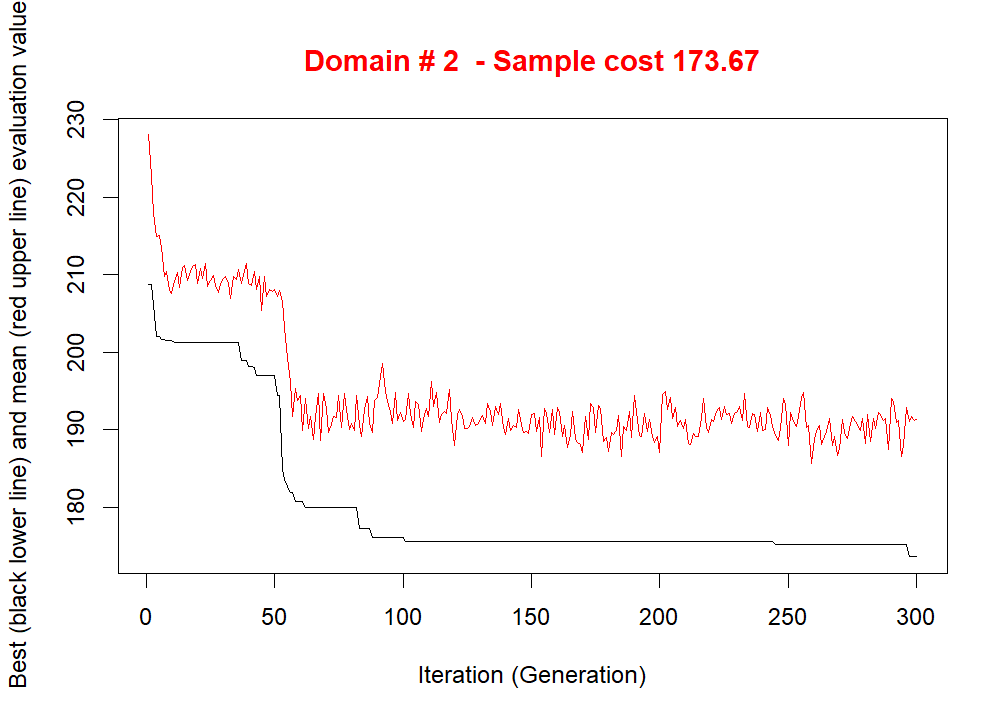 Domain # 2  - Sample cost 173.67
Best (black lower line) and mean (red upper line) evaluation value
230
220
210
200
190
180
0 50 100 150 200 250 300
Iteration (Generation)